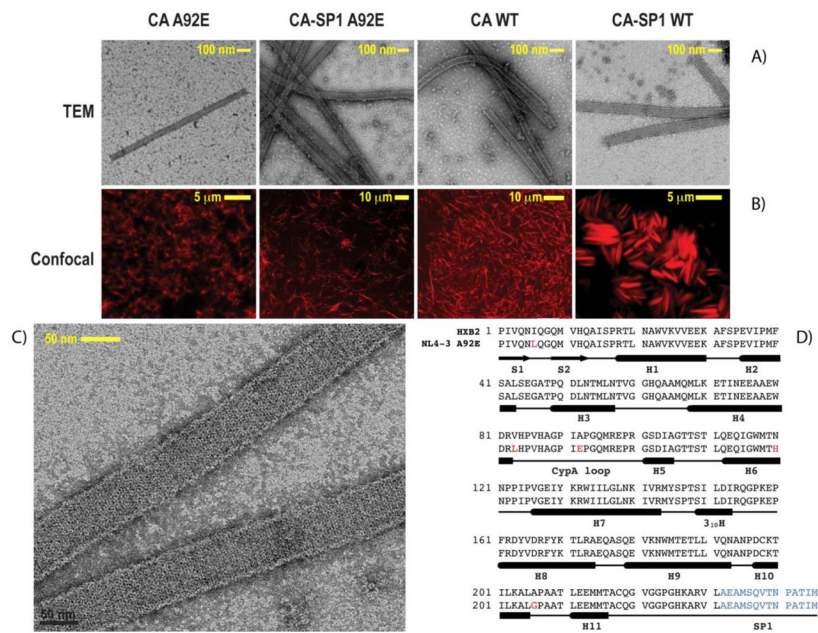 CA A92E CA-SP1 A92E CA WT CA-SP1 WT
TEM 100 nm 100 nm 100 nm 100 nm A)
Confocal 5 µm 10 µm 10 µm 5 µm B)
C) 50 nm
50 nm
D)
HXB2 1 PIVQNIQGQM VHQAISPRTL NAWVKVVEEK AFSPEVIPMF
NL4-3 A92E PIVQNLQGQM VHQAISPRTL NAWVKVVEEK AFSPEVIPMF
S1 S2 H1 H2
41 SALSEGATPQ DLNTMLNTVG GHQAAMQMLK ETINEEAAEW
SALSEGATPQ DLNTMLNTVG GHQAAMQMLK ETINEEAAEW
H3 H4
81 DRVHPVHAGP IAPGQMREPR GSDIAGTTST LQEQIGWMTN
DRLHPVHAGP IEPGQMREPR GSDIAGTTST LQEQIGWMTH
CypA loop H5 H6
121 NPPIPVGEIY KRWIILGLNK IVRMYSPTSI LDIRQGPKEP
NPPIPVGEIY KRWIILGLNK IVRMYSPTSI LDIRQGPKEP
H7 3₁₀H
161 FRDYVDRFYK TLRAEQASQE VKNWMTETLL VQNANPDCKT
FRDYVDRFYK TLRAEQASQE VKNWMTETLL VQNANPDCKT
H8 H9 H10
201 ILKALAPAAT LEEMMTACQG VGGPGHKARV LAEAMSQVTN PATIM
201 ILKALGPAAT LEEMMTACQG VGGPGHKARV LAEAMSQVTN PATIM
H11 SP1